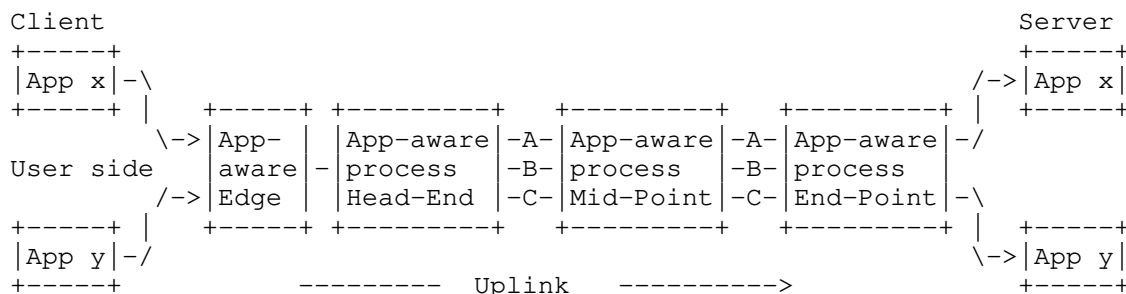 Client                                                         Server
+-----+                                                        +-----+
|App x|-\                                                    /->|App x|
+-----+ |   +-----+ +---------+   +---------+   +---------+ |  +-----+
         \->|App- | |App-aware|-A-|App-aware|-A-|App-aware|-/
User side   |aware|-|process  |-B-|process  |-B-|process  |
         /->|Edge | |Head-End |-C-|Mid-Point|-C-|End-Point|-\
+-----+ |   +-----+ +---------+   +---------+   +---------+ |  +-----+
|App y|-/                                                    \->|App y|
+-----+           --------- Uplink ---------->                 +-----+